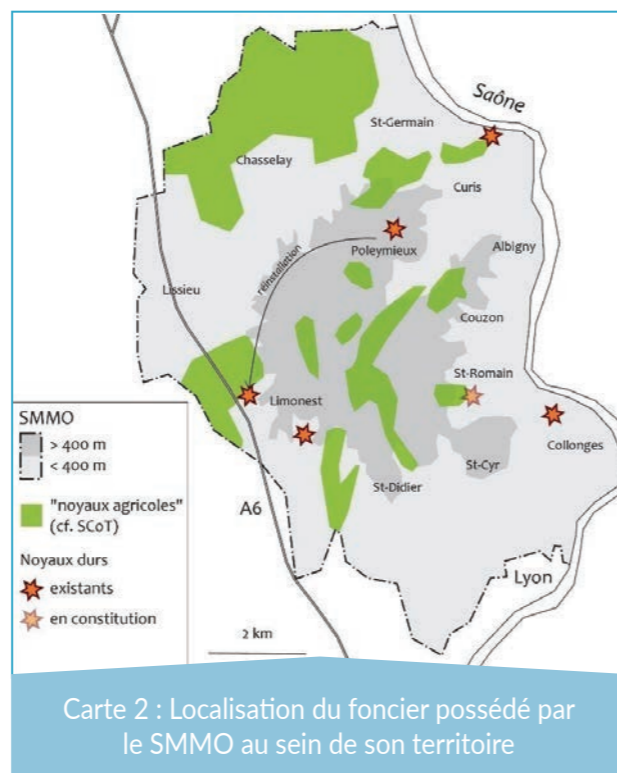 Saône
St-Germain
Chasselay
Curis
Poleymieux
Albigny
réinstallation
Lissieu
Couzon
St-Romain
Limonest
Collonges
St-Cyr
St-Didier
A6
Lyon
SMMO
> 400 m
< 400 m
"noyaux agricoles"
(cf. SCoT)
Noyaux durs
existants
en constitution
2 km
Carte 2 : Localisation du foncier possédé par
le SMMO au sein de son territoire